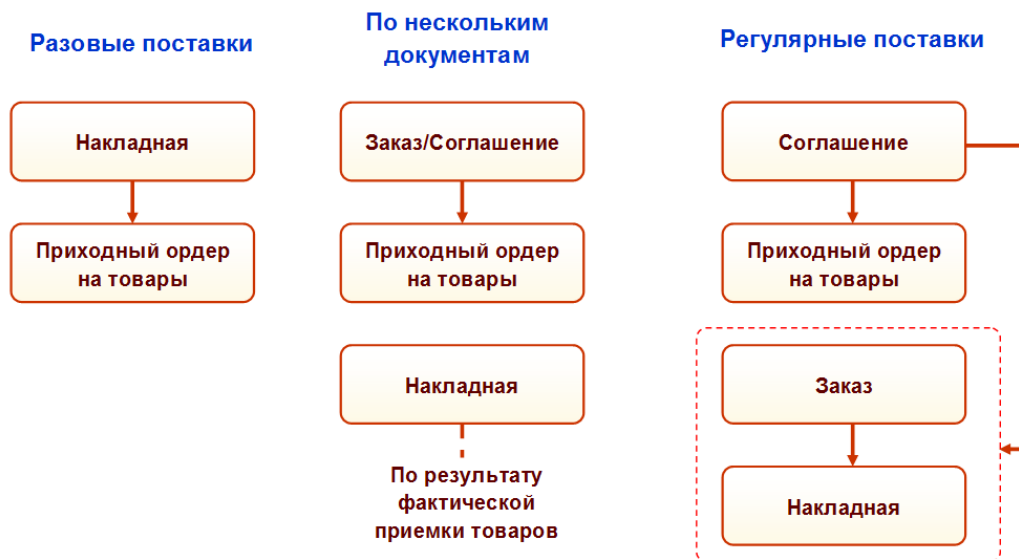 Разовые поставки
Накладная
Приходный ордер
на товары
По нескольким
документам
Заказ/Соглашение
Приходный ордер
на товары
Накладная
По результату
фактической
приемки товаров
Регулярные поставки
Соглашение
Приходный ордер
на товары
Заказ
Накладная